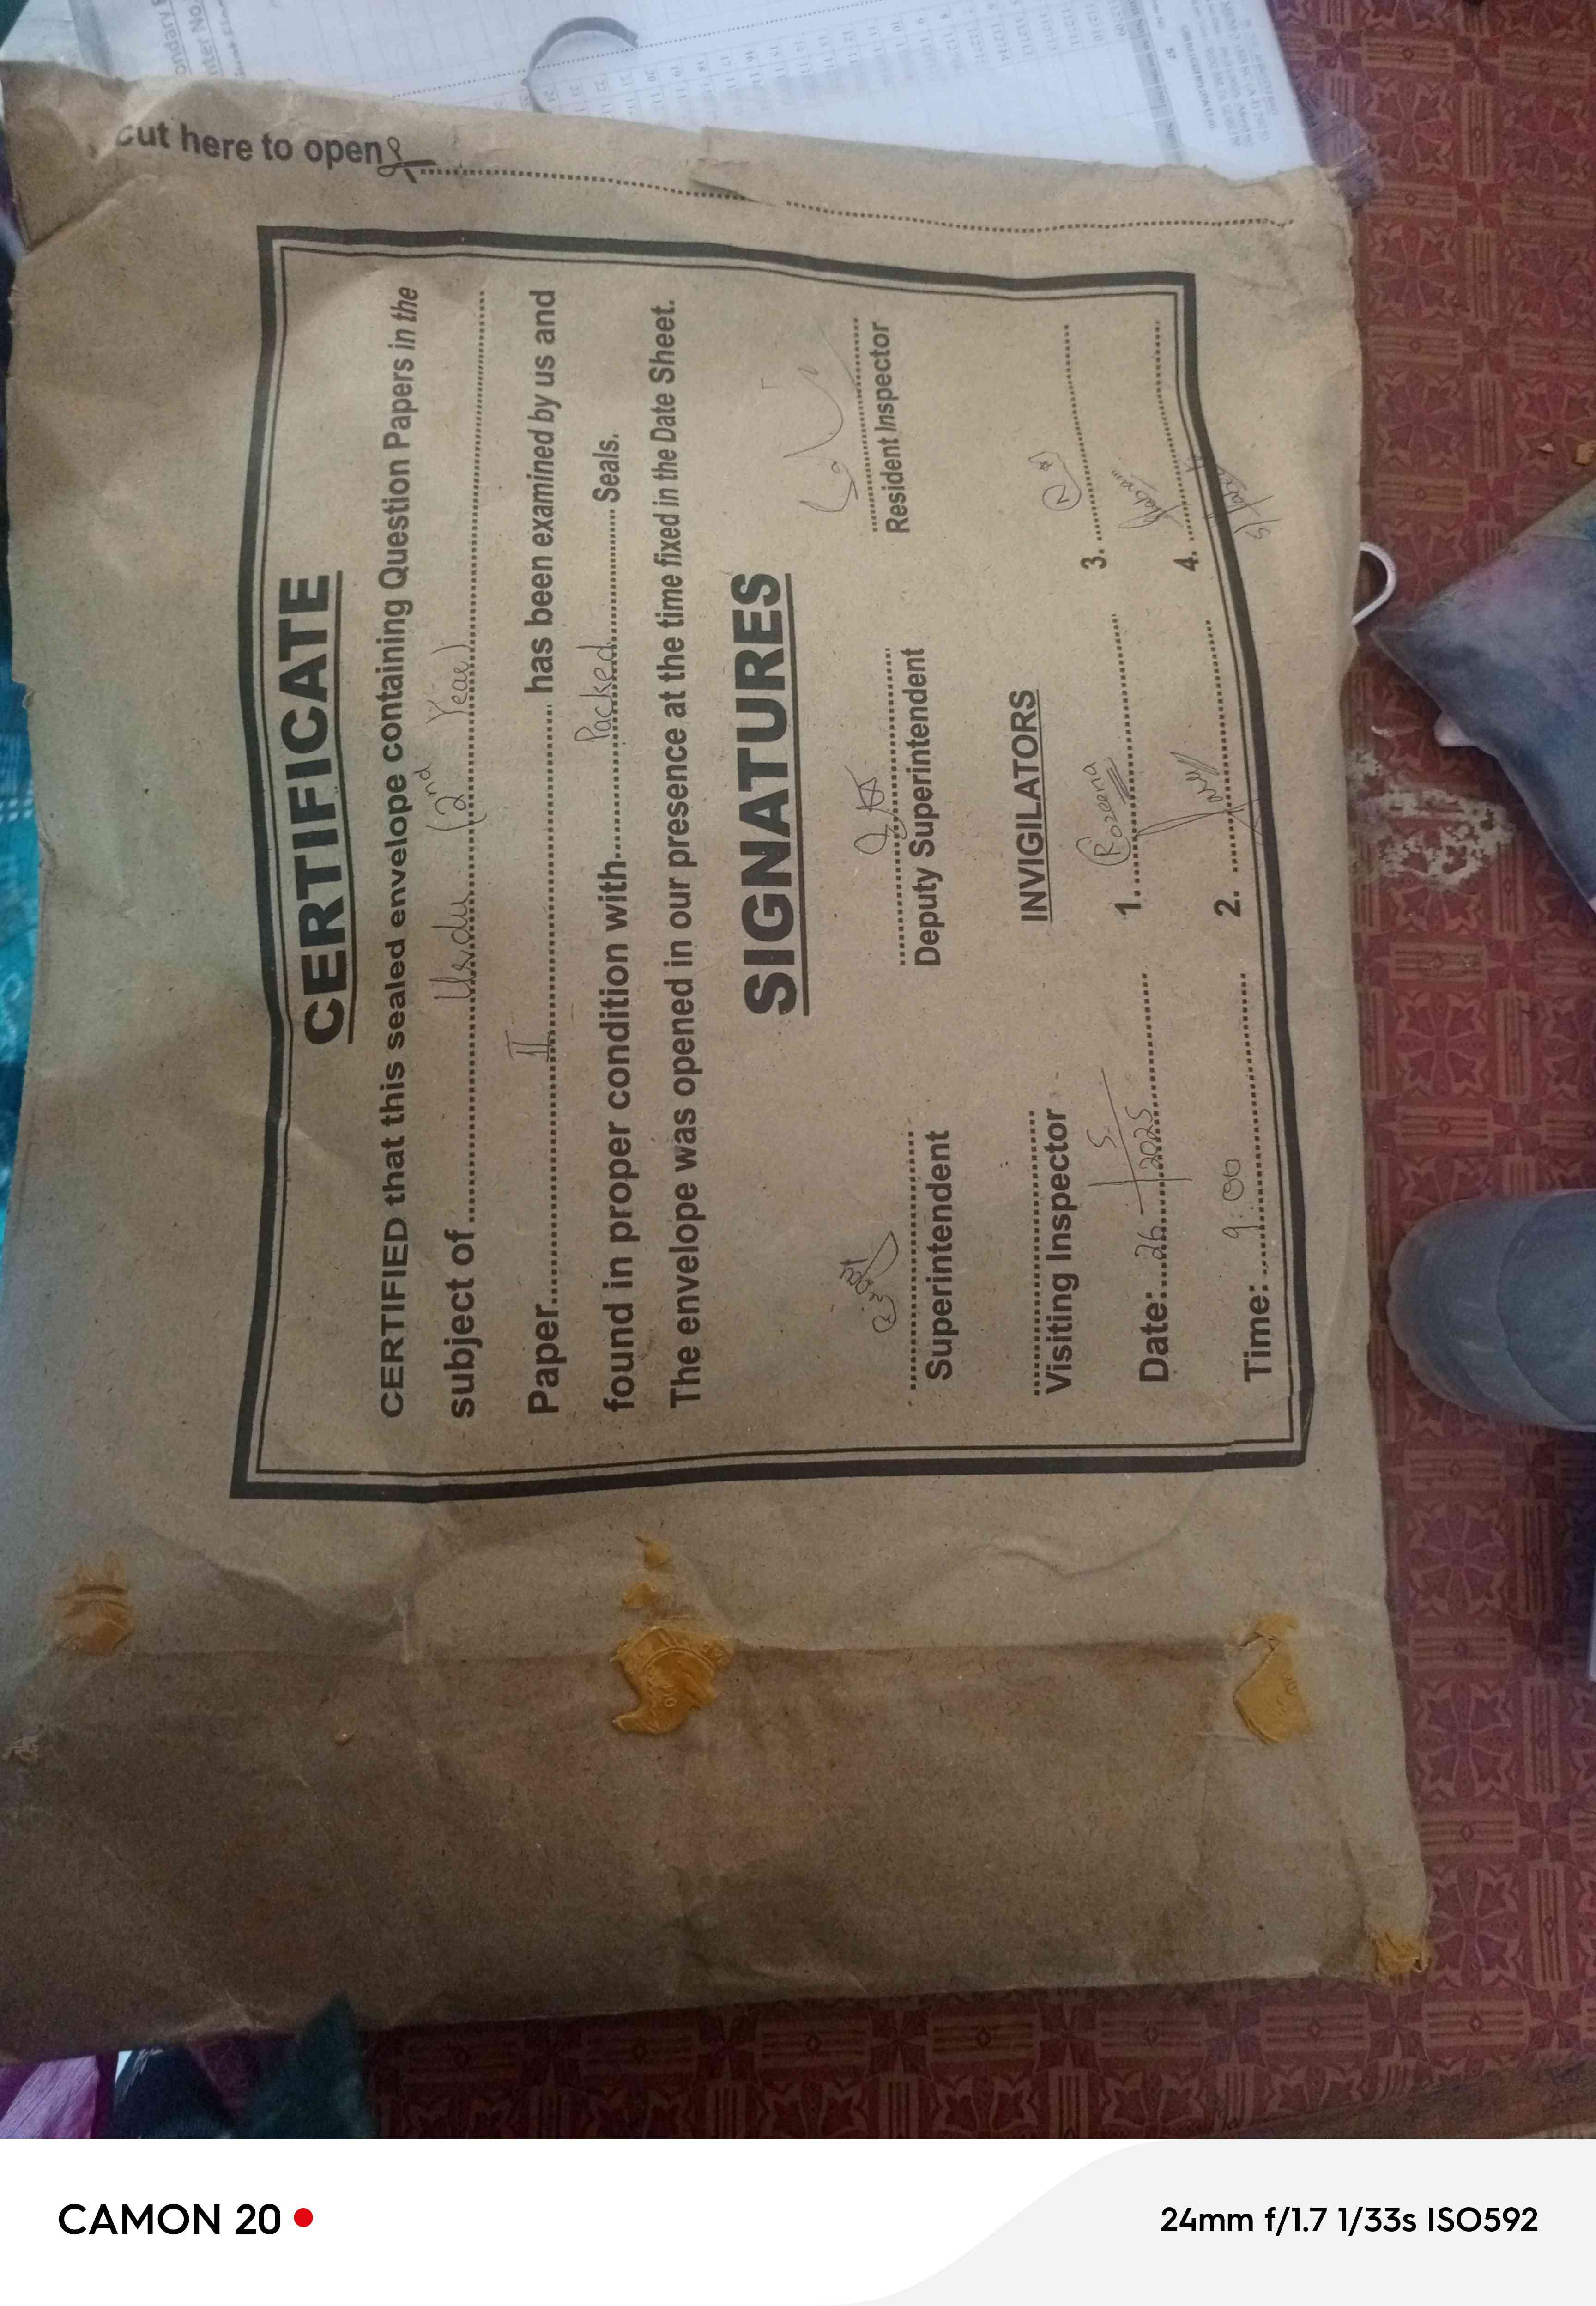 Cut here to open
CERTIFICATE
CERTIFIED that this sealed envelope containing Question Papers in the
subject of Urdu (2nd Year)
Paper II has been examined by us and
found in proper condition with Packed Seals.
The envelope was opened in our presence at the time fixed in the Date Sheet.
SIGNATURES
Superintendent
Deputy Superintendent
Resident Inspector
Visiting Inspector
INVIGILATORS
Date: 26 5 2025
1. Rozeena
3.
Time: 9:00
2.
4.
CAMON 20
24mm f/1.7 1/33s ISO592